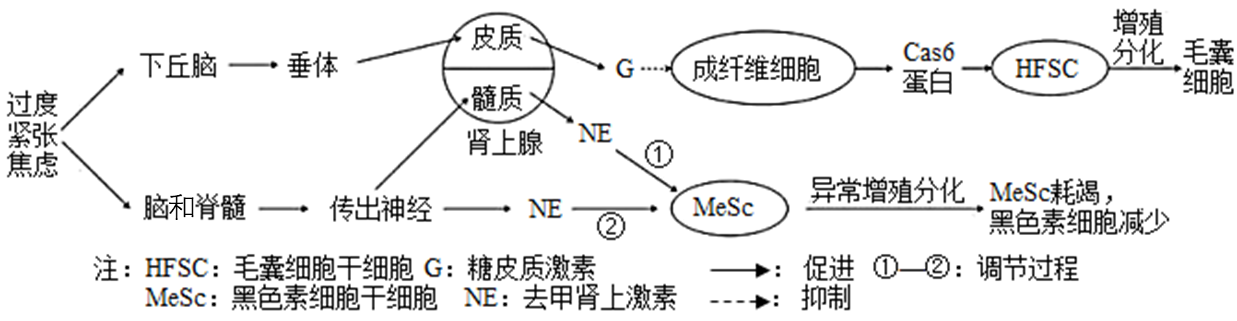 过度
紧张
焦虑
下丘脑
垂体
皮质
髓质
肾上腺
G
成纤维细胞
Cas6
蛋白
HFSC
增殖
分化
毛囊
细胞
NE
①
脑和脊髓
传出神经
NE
②
MeSc
异常增殖分化
MeSc耗竭,
黑色素细胞减少
注:HFSC:毛囊细胞干细胞 G:糖皮质激素 :促进 ①—②:调节过程
MeSc:黑色素细胞干细胞 NE:去甲肾上激素 :抑制